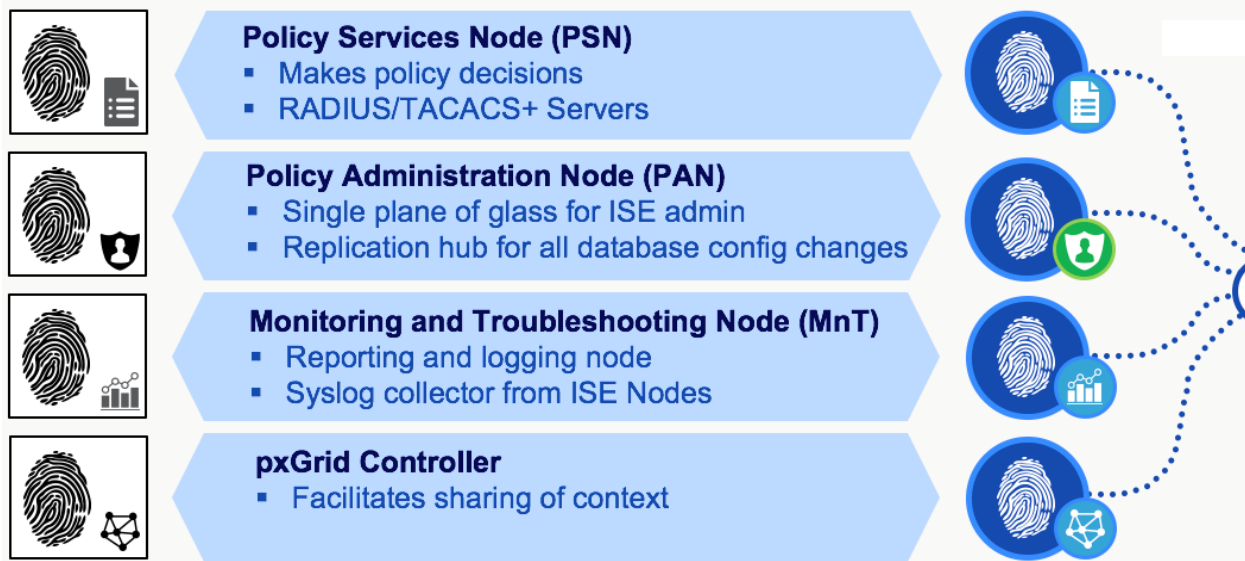 Policy Services Node (PSN)
▪ Makes policy decisions
▪ RADIUS/TACACS+ Servers
Policy Administration Node (PAN)
▪ Single plane of glass for ISE admin
▪ Replication hub for all database config changes
Monitoring and Troubleshooting Node (MnT)
▪ Reporting and logging node
▪ Syslog collector from ISE Nodes
pxGrid Controller
▪ Facilitates sharing of context